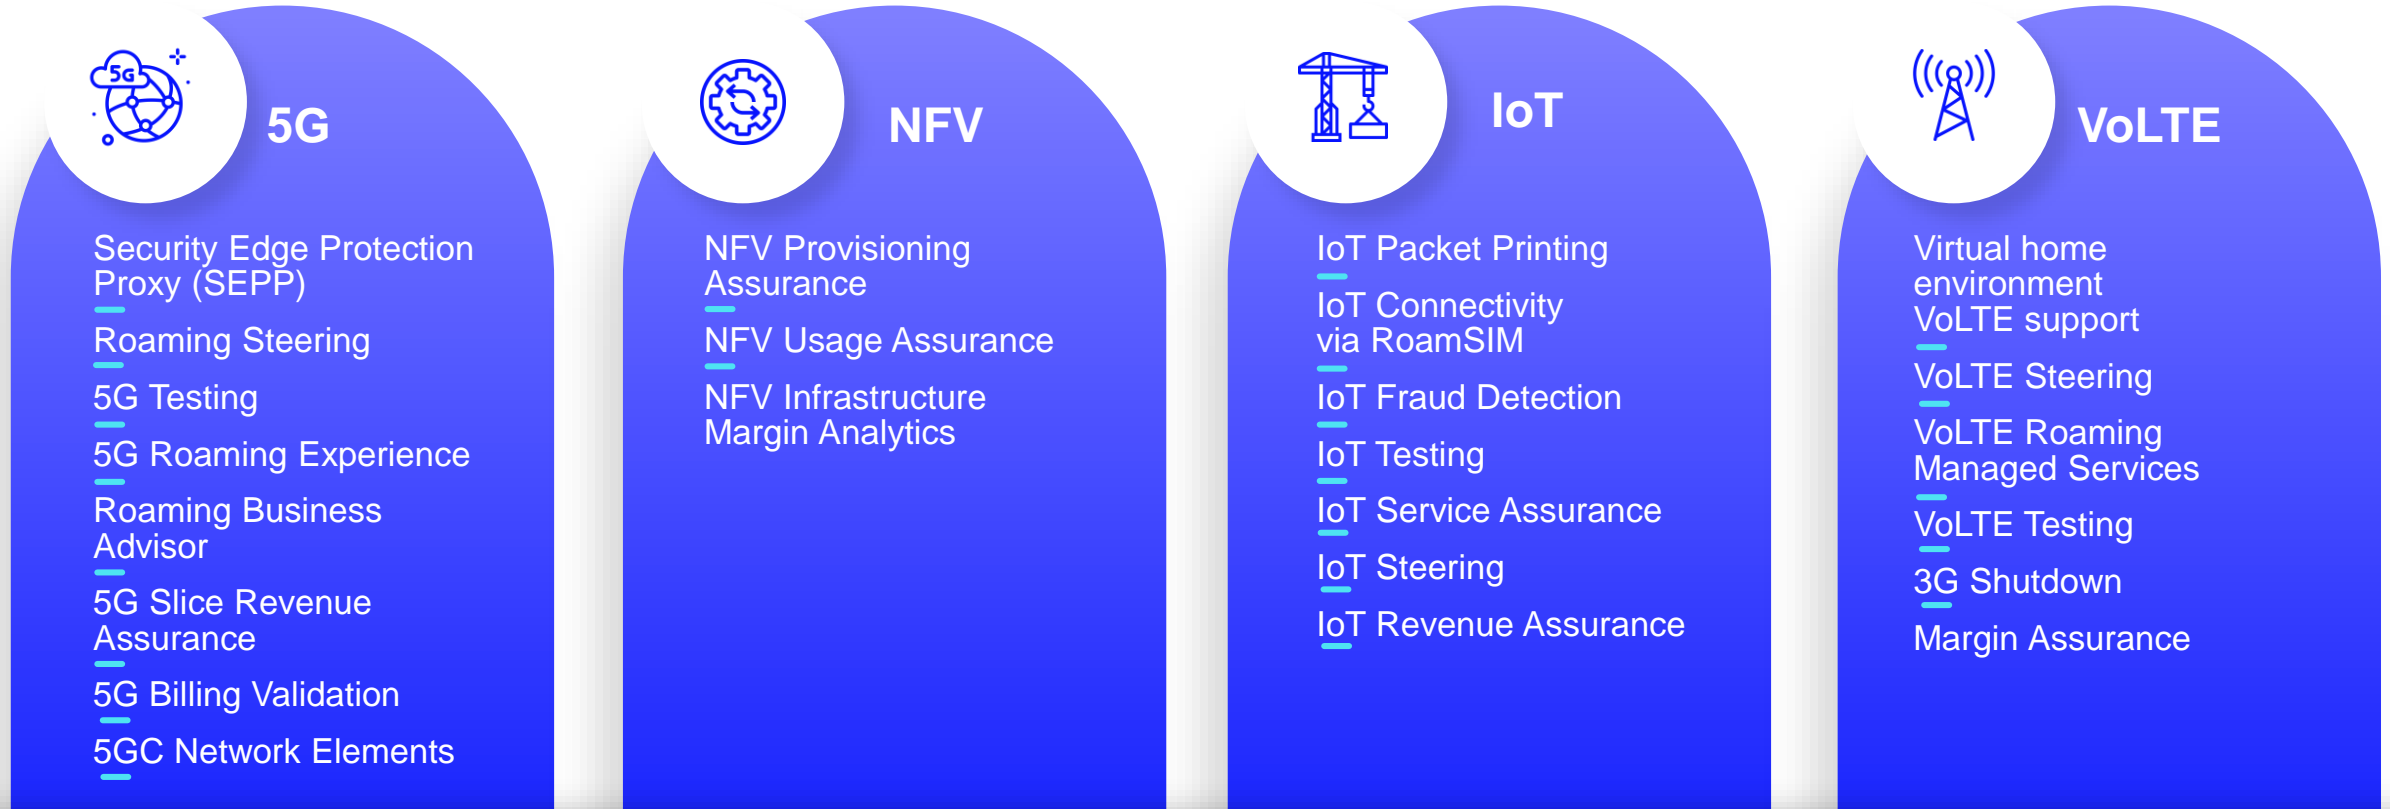 5G
5G
Security Edge Protection
Proxy (SEPP)
Roaming Steering
5G Testing
5G Roaming Experience
Roaming Business
Advisor
5G Slice Revenue
Assurance
5G Billing Validation
5GC Network Elements
NFV
NFV Provisioning
Assurance
NFV Usage Assurance
NFV Infrastructure
Margin Analytics
IoT
IoT Packet Printing
IoT Connectivity
via RoamSIM
IoT Fraud Detection
IoT Testing
IoT Service Assurance
IoT Steering
IoT Revenue Assurance
VoLTE
Virtual home
environment
VoLTE support
VoLTE Steering
VoLTE Roaming
Managed Services
VoLTE Testing
3G Shutdown
Margin Assurance